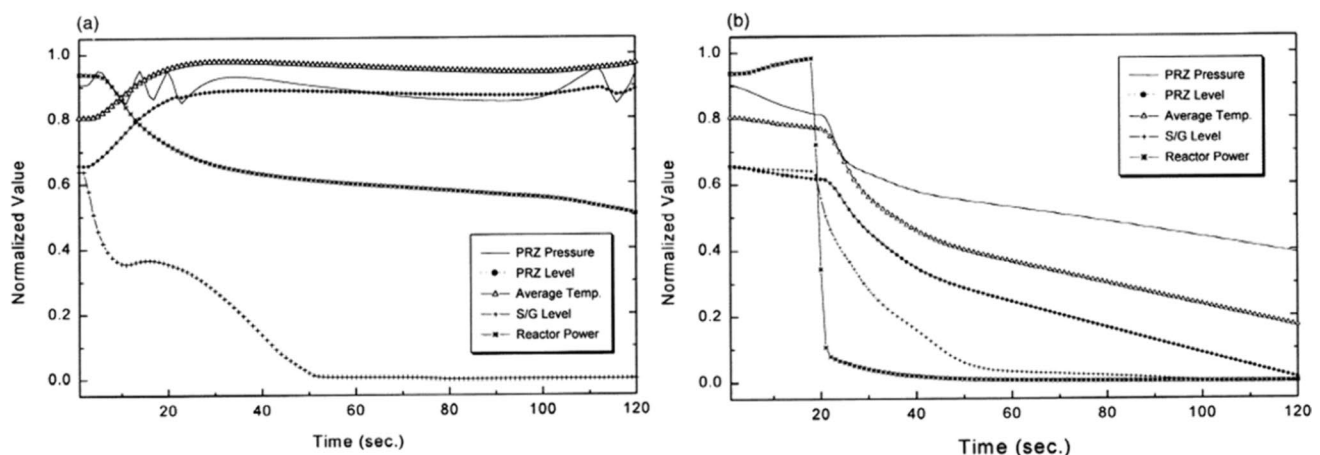 (a)
1.0
0.8
0.6
0.4
0.2
0.0
Normalized Value
PRZ Pressure
PRZ Level
Average Temp.
S/G Level
Reactor Power
20
40
60
80
100
120
Time (sec.)
(b)
1.0
0.8
0.6
0.4
0.2
0.0
Normalized Value
PRZ Pressure
PRZ Level
Average Temp.
S/G Level
Reactor Power
20
40
60
80
100
120
Time (sec.)